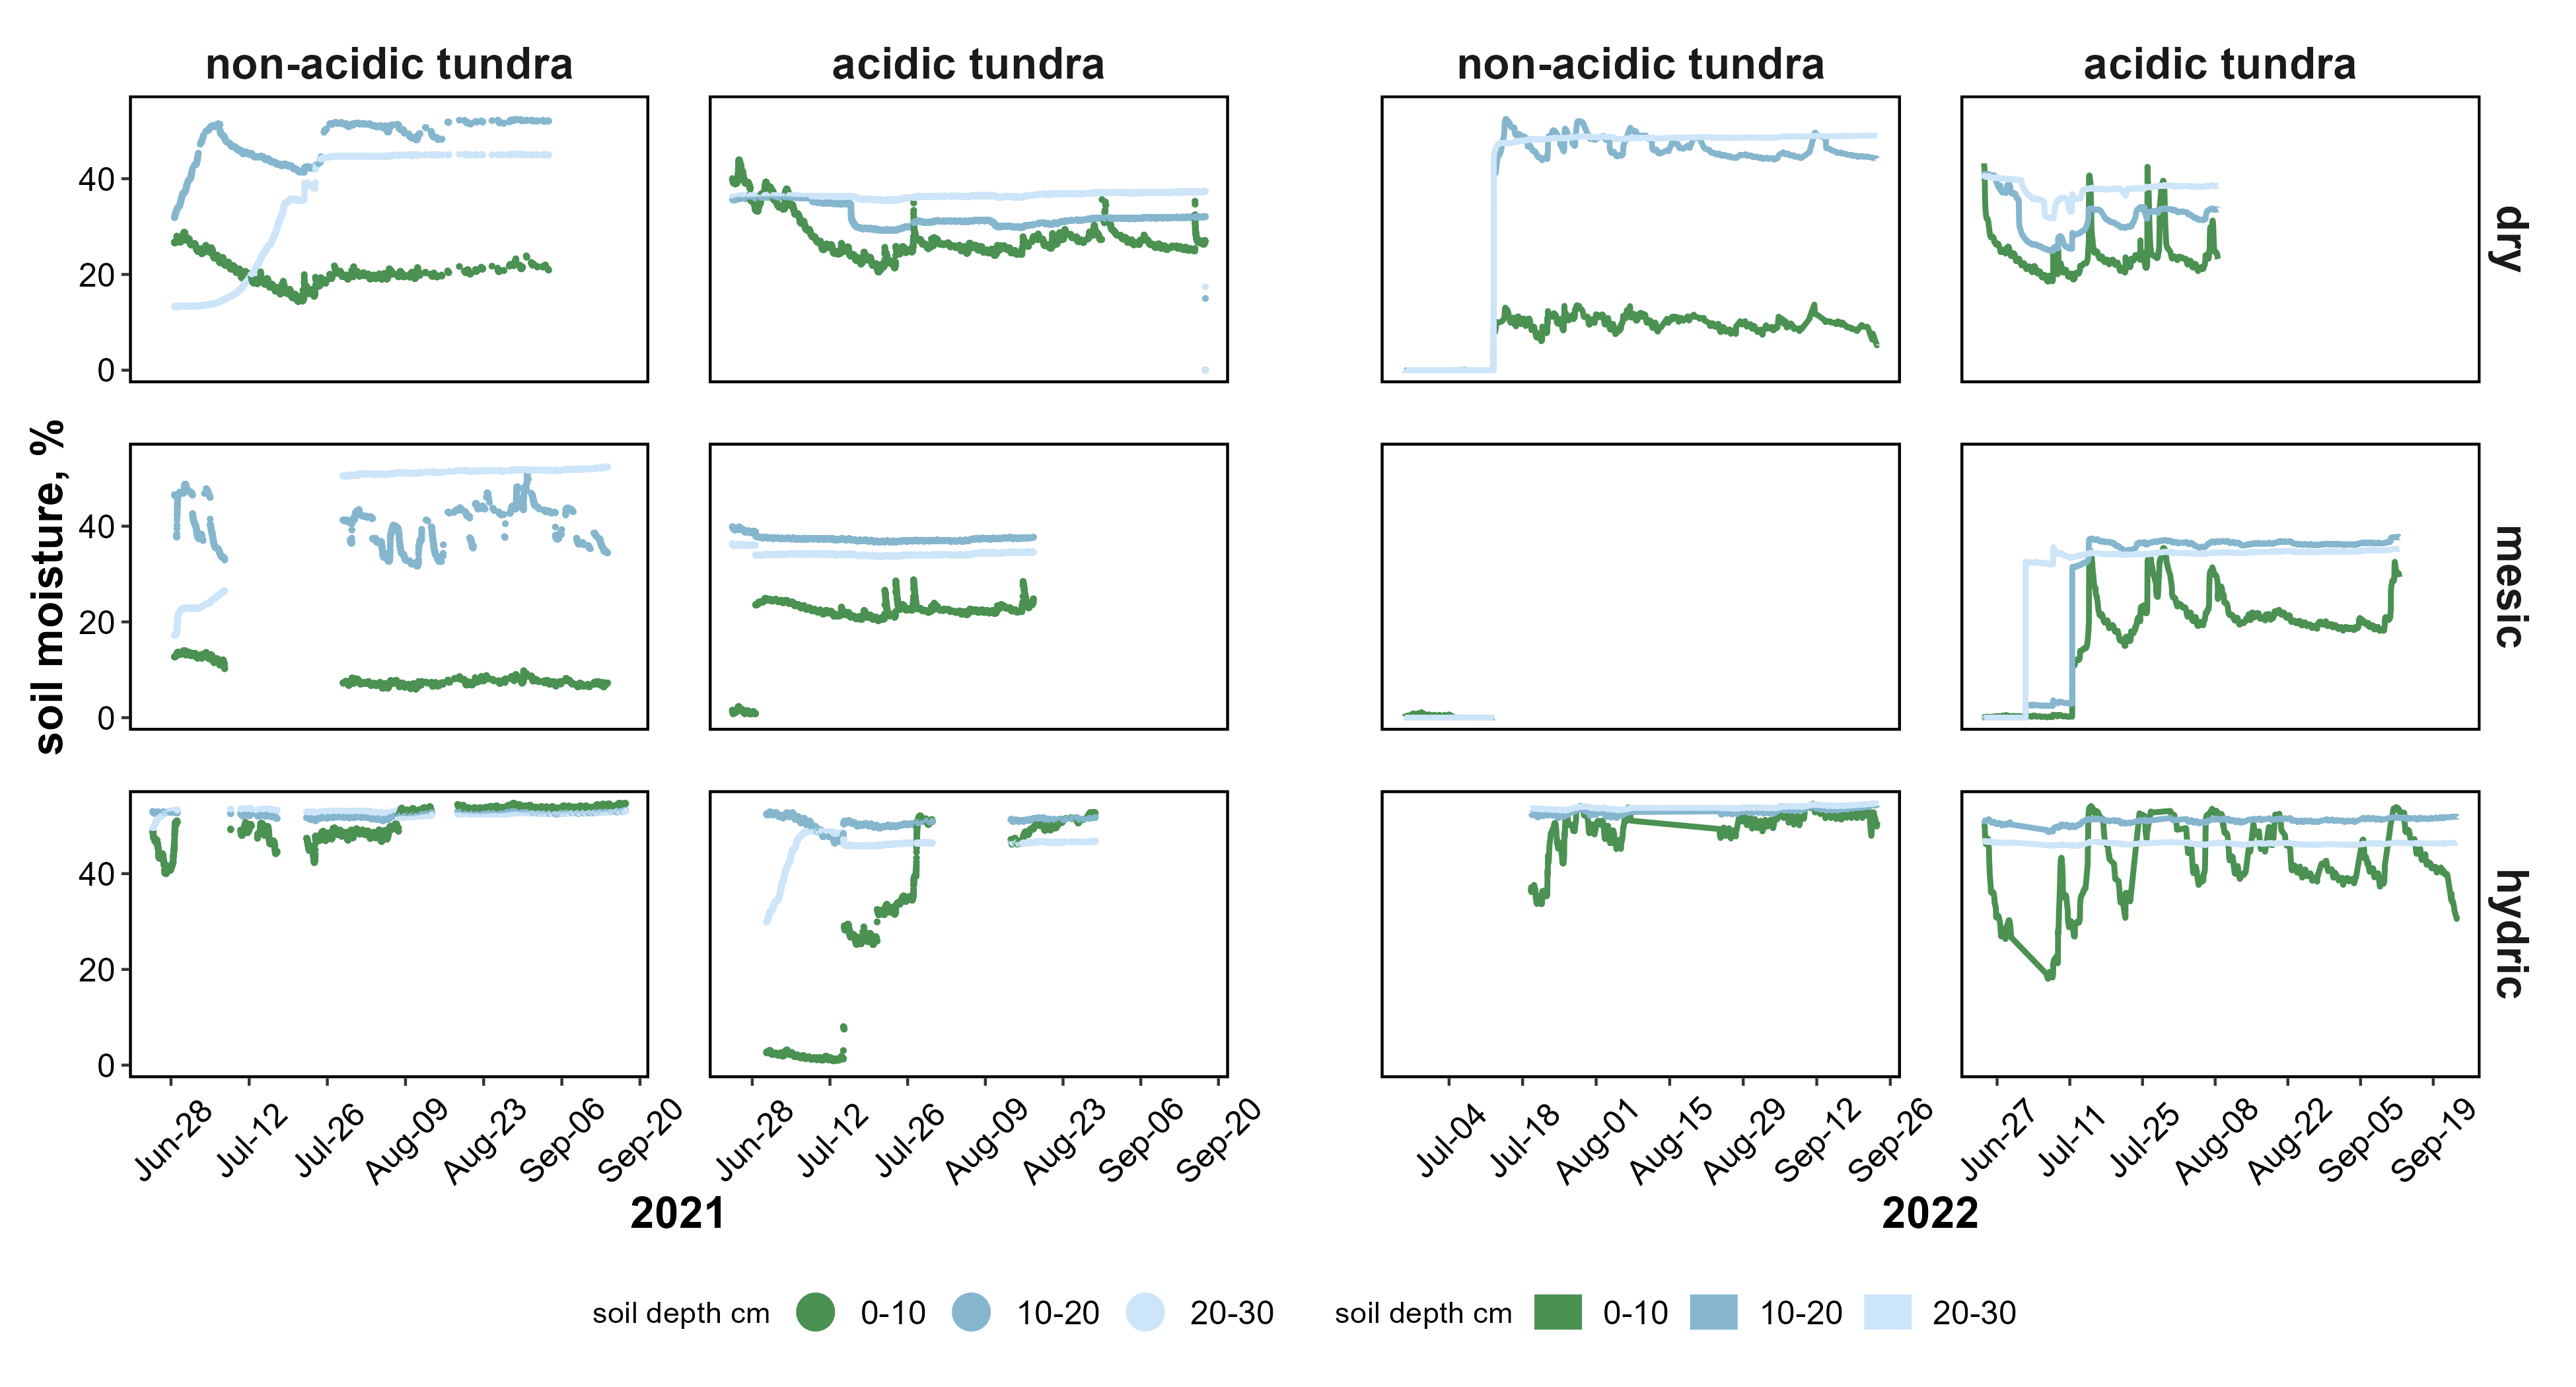 non-acidic tundra
acidic tundra
non-acidic tundra
acidic tundra
40
20
0
dry
soil moisture, %
40
20
0
mesic
40
20
0
hydric
Jun-28
Jul-12
Jul-26
Aug-09
Aug-23
Sep-06
Sep-20
Jun-28
Jul-12
Jul-26
Aug-09
Aug-23
Sep-06
Sep-20
Jul-04
Jul-18
Aug-01
Aug-15
Aug-29
Sep-12
Sep-26
Jun-27
Jul-11
Jul-25
Aug-08
Aug-22
Sep-05
Sep-19
2021
2022
soil depth cm 0-10 10-20 20-30
soil depth cm 0-10 10-20 20-30